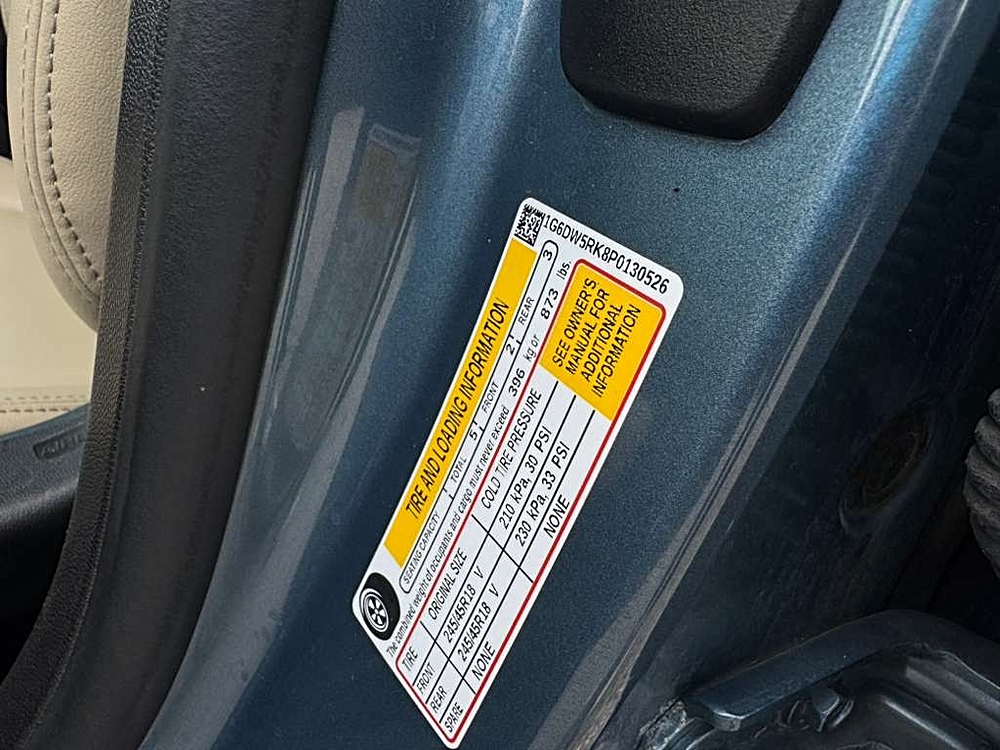 1G6DW5RK8P0130526
TIRE AND LOADING INFORMATION
SEATING CAPACITY TOTAL 5 FRONT 2 REAR 3
The combined weight of occupants and cargo must never exceed 396 kg or 873 lbs.
TIRE ORIGINAL SIZE COLD TIRE PRESSURE
FRONT 245/45R18 V 210 kPa, 30 PSI
REAR 245/45R18 V 230 kPa, 33 PSI
SPARE NONE NONE
SEE OWNER'S
MANUAL FOR
ADDITIONAL
INFORMATION